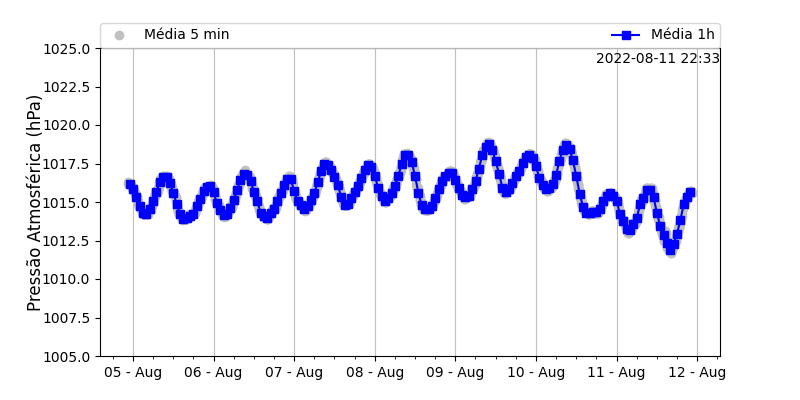 Média 5 min
Média 1h
2022-08-11 22:33
Pressão Atmosférica (hPa)
1025.0
1022.5
1020.0
1017.5
1015.0
1012.5
1010.0
1007.5
1005.0
05 - Aug
06 - Aug
07 - Aug
08 - Aug
09 - Aug
10 - Aug
11 - Aug
12 - Aug